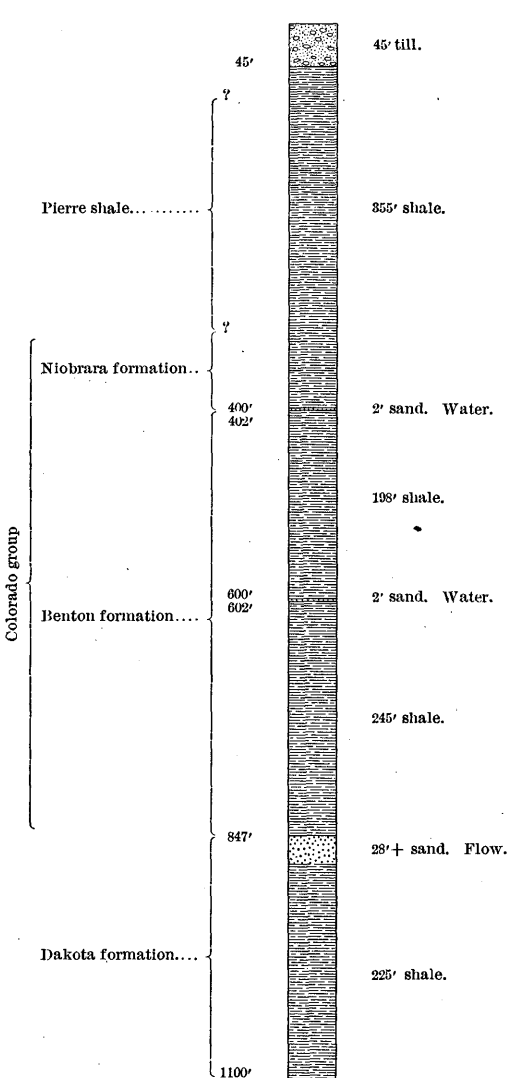 45′ till.
45′
?
Pierre shale............
355′ shale.
?
Niobrara formation..
400′
2′ sand. Water.
402′
198′ shale.
Colorado group
600′
2′ sand. Water.
602′
Benton formation....
245′ shale.
847′
28′+ sand. Flow.
Dakota formation....
225′ shale.
1100′